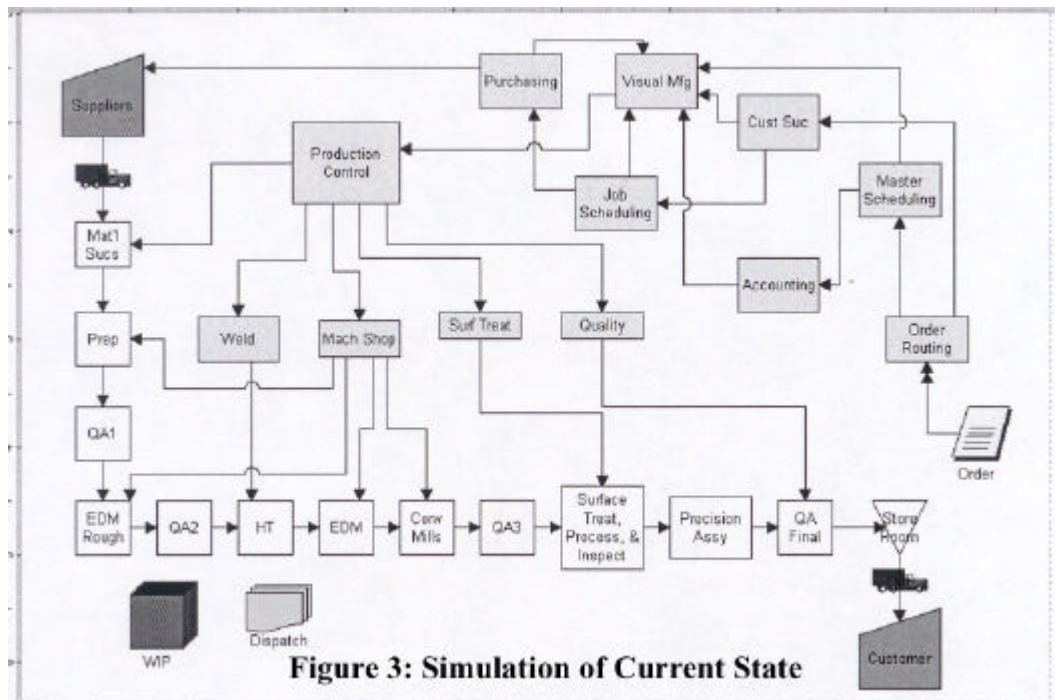 Purchasing
Visual Mfg
Suppliers
Cust Suc
Production
Control
Job
Scheduling
Master
Scheduling
Mat'l
Sucs
Accounting
Prep
Weld
Mach Shop
Surf Treat
Quality
Order
Routing
QA1
Order
EDM
Rough
QA2
HT
EDM
Conv
Mills
QA3
Surface
Treat,
Process, &
Inspect
Precision
Assy
QA
Final
Store
Room
WIP
Dispatch
Customer
Figure 3: Simulation of Current State